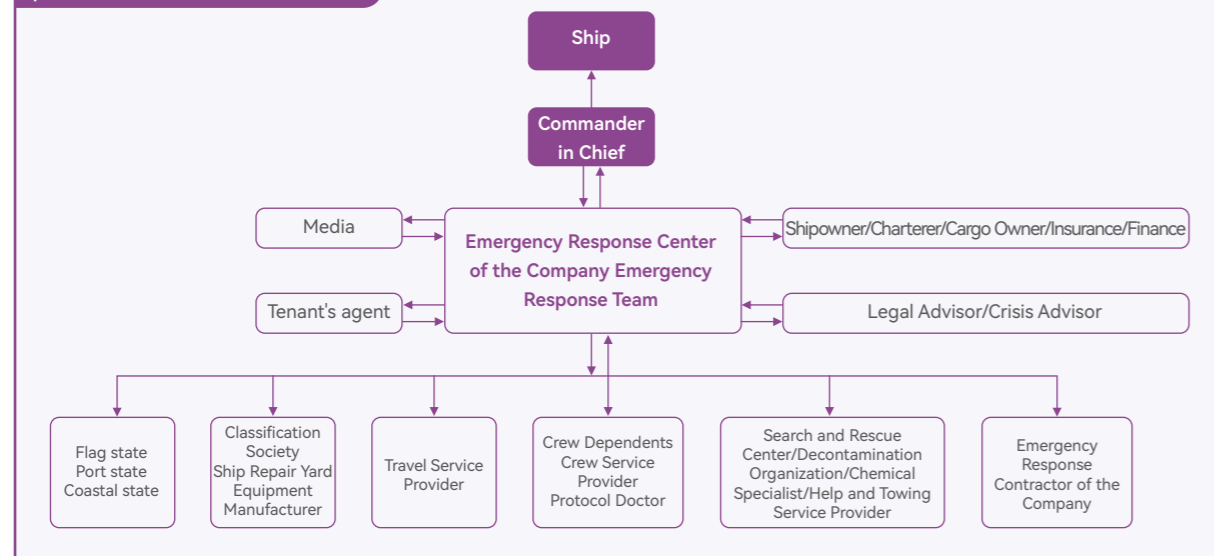 Ship
Commander
in Chief
Media
Emergency Response Center
of the Company Emergency
Response Team
Shipowner/Charterer/Cargo Owner/Insurance/Finance
Tenant's agent
Legal Advisor/Crisis Advisor
Flag state
Port state
Coastal state
Classification
Society
Ship Repair Yard
Equipment
Manufacturer
Travel Service
Provider
Crew Dependents
Crew Service
Provider
Protocol Doctor
Search and Rescue
Center/Decontamination
Organization/Chemical
Specialist/Help and Towing
Service Provider
Emergency
Response
Contractor of the
Company